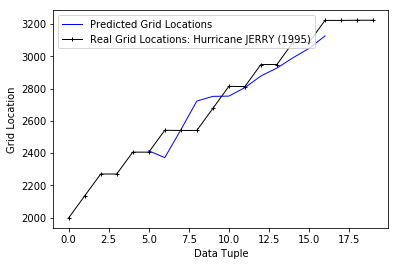 Predicted Grid Locations
Real Grid Locations: Hurricane JERRY (1995)
3200
3000
2800
2600
2400
2200
2000
Grid Location
0.0 2.5 5.0 7.5 10.0 12.5 15.0 17.5
Data Tuple